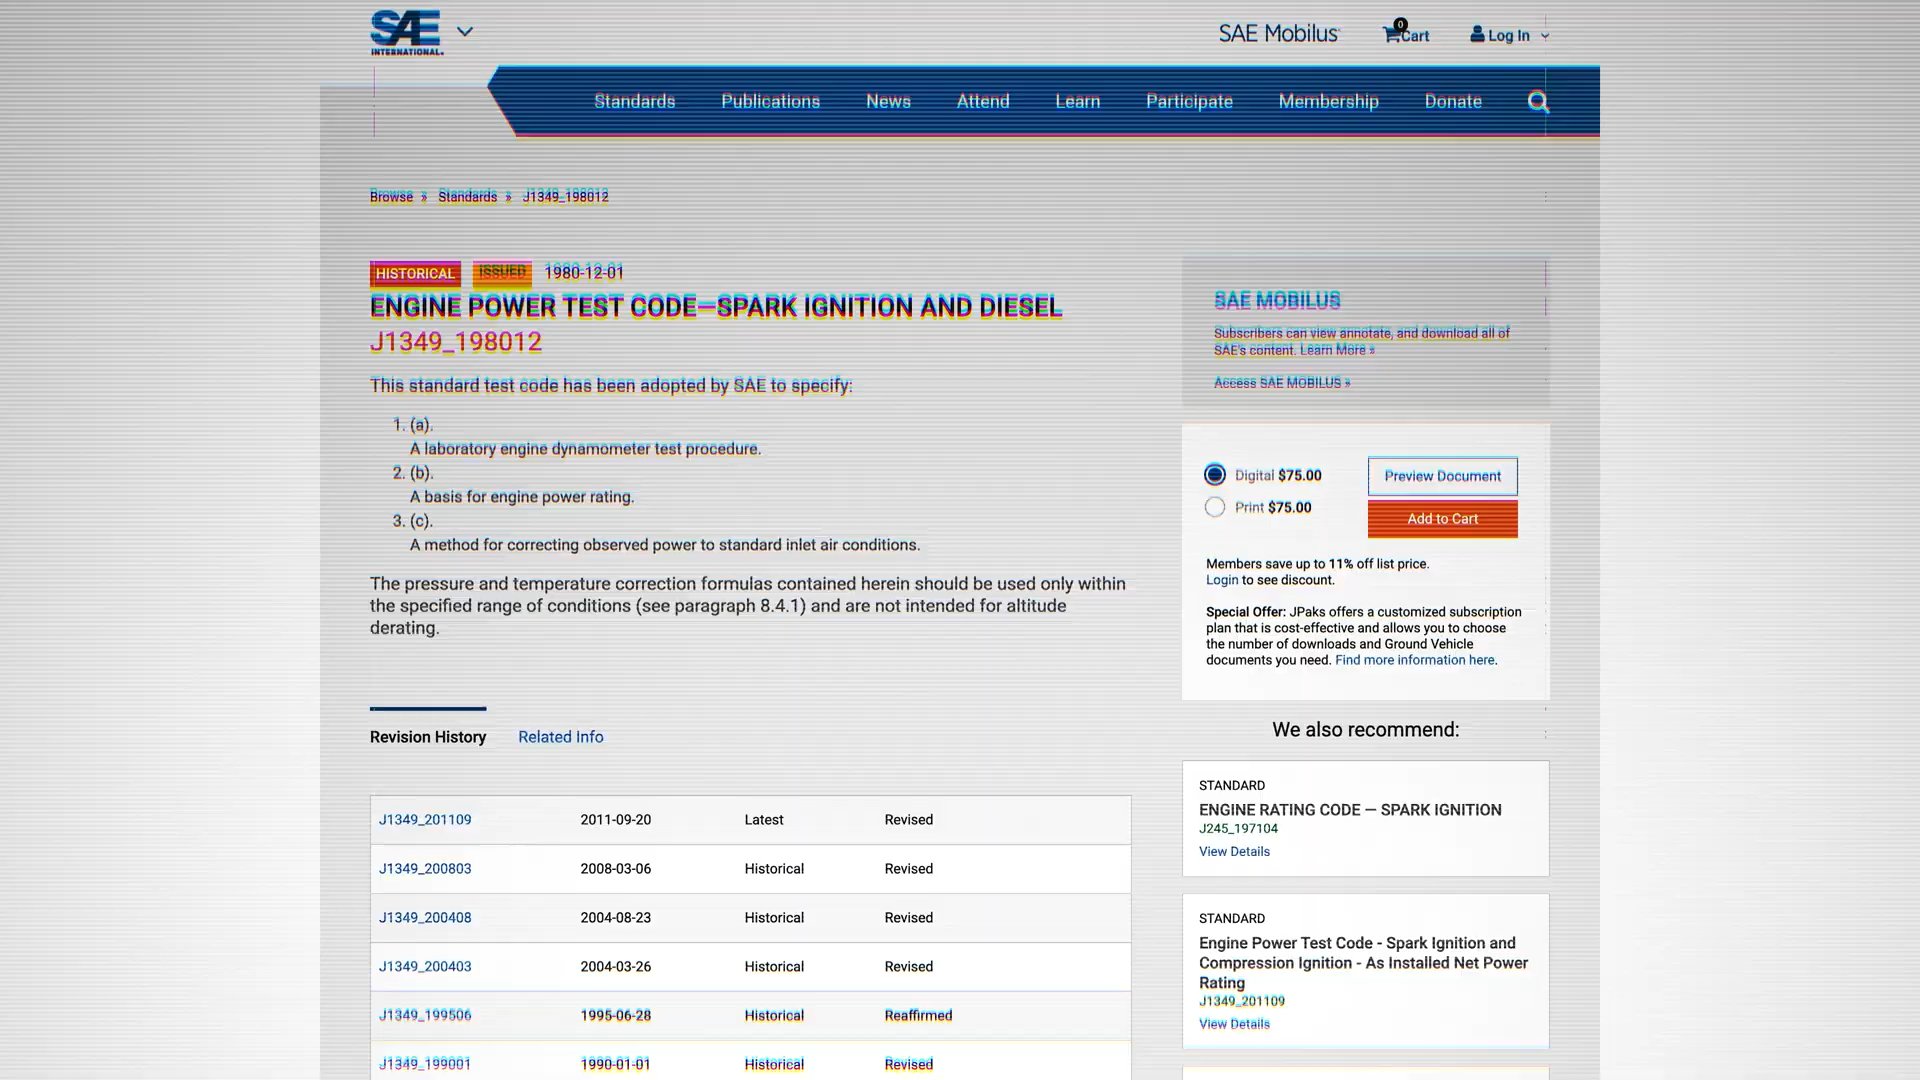 SAE
INTERNATIONAL.
SAE Mobilus
0
Cart
Log In
Standards
Publications
News
Attend
Learn
Participate
Membership
Donate
Browse » Standards » J1349_198012
HISTORICAL ISSUED 1980-12-01
ENGINE POWER TEST CODE—SPARK IGNITION AND DIESEL
J1349_198012
This standard test code has been adopted by SAE to specify:
1. (a).
A laboratory engine dynamometer test procedure.
2. (b).
A basis for engine power rating.
3. (c).
A method for correcting observed power to standard inlet air conditions.
The pressure and temperature correction formulas contained herein should be used only within
the specified range of conditions (see paragraph 8.4.1) and are not intended for altitude
derating.
SAE MOBILUS
Subscribers can view annotate, and download all of
SAE's content. Learn More »
Access SAE MOBILUS »
Digital $75.00
Print $75.00
Preview Document
Add to Cart
Members save up to 11% off list price.
Login to see discount.
Special Offer: JPaks offers a customized subscription
plan that is cost-effective and allows you to choose
the number of downloads and Ground Vehicle
documents you need. Find more information here.
Revision History
Related Info
J1349_201109 2011-09-20 Latest Revised
J1349_200803 2008-03-06 Historical Revised
J1349_200408 2004-08-23 Historical Revised
J1349_200403 2004-03-26 Historical Revised
J1349_199506 1995-06-28 Historical Reaffirmed
J1349_199001 1990-01-01 Historical Revised
We also recommend:
STANDARD
ENGINE RATING CODE — SPARK IGNITION
J245_197104
View Details
STANDARD
Engine Power Test Code - Spark Ignition and
Compression Ignition - As Installed Net Power
Rating
J1349_201109
View Details